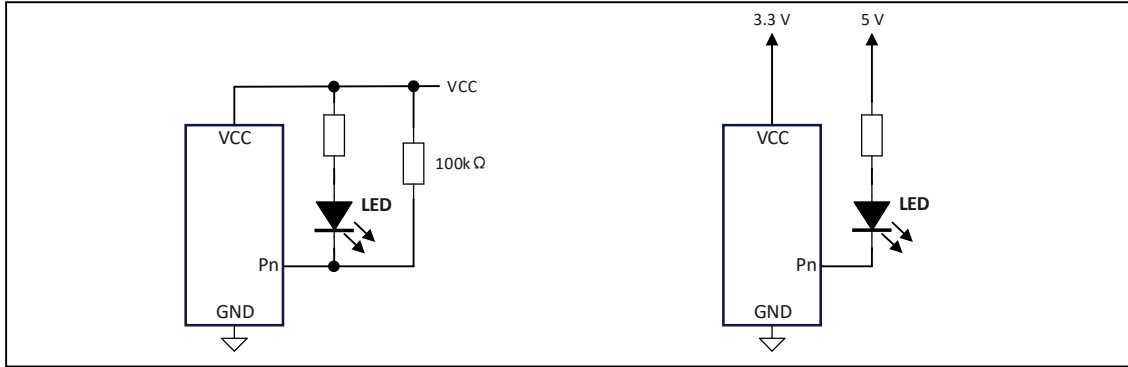 VCC
VCC
100kΩ
LED
Pn
GND
3.3 V
5 V
VCC
LED
Pn
GND